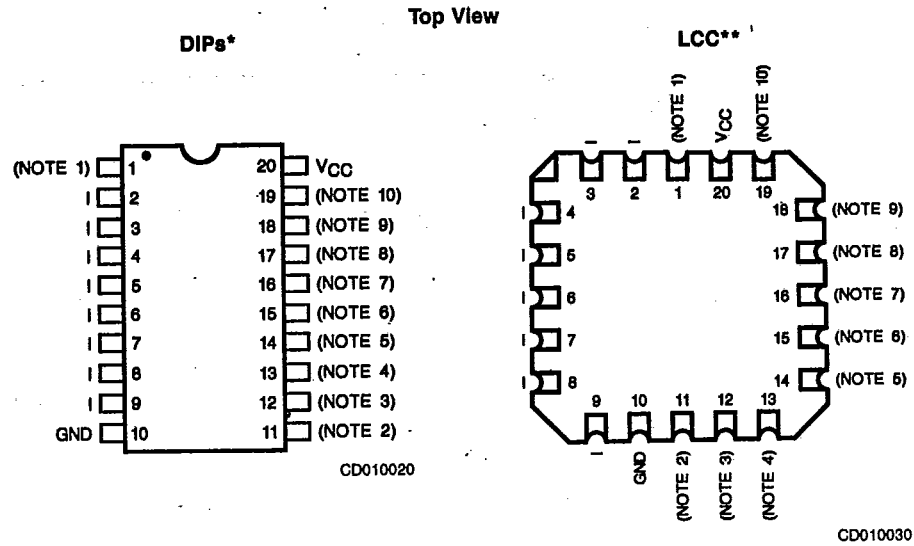 Top View
DIPs*
LCC**
(NOTE 1) 1
20 VCC
I 2
19 (NOTE 10)
I 3
18 (NOTE 9)
I 4
17 (NOTE 8)
I 5
16 (NOTE 7)
I 6
15 (NOTE 6)
I 7
14 (NOTE 5)
I 8
13 (NOTE 4)
I 9
12 (NOTE 3)
GND 10
11 (NOTE 2)
CD010020
I I (NOTE 1) VCC (NOTE 10)
3 2 1 20 19
I 4
18 (NOTE 9)
I 5
17 (NOTE 8)
I 6
16 (NOTE 7)
I 7
15 (NOTE 6)
I 8
14 (NOTE 5)
9 10 11 12 13
I GND (NOTE 2) (NOTE 3) (NOTE 4)
CD010030